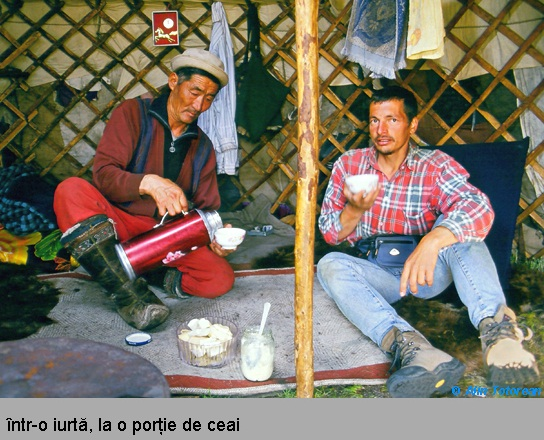 într-o iurtă, la o porție de ceai